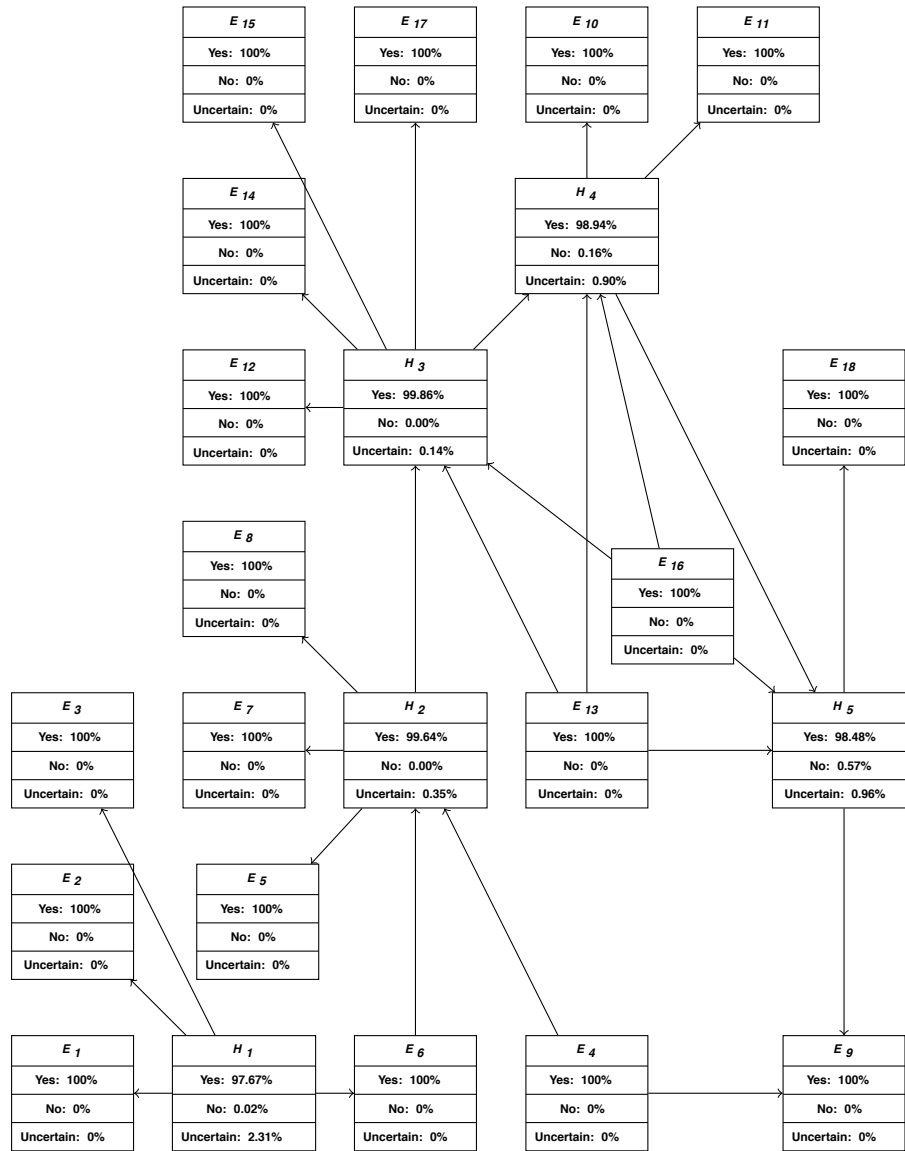 E 15
Yes: 100%
No: 0%
Uncertain: 0%
E 17
Yes: 100%
No: 0%
Uncertain: 0%
E 10
Yes: 100%
No: 0%
Uncertain: 0%
E 11
Yes: 100%
No: 0%
Uncertain: 0%
E 14
Yes: 100%
No: 0%
Uncertain: 0%
H 4
Yes: 98.94%
No: 0.16%
Uncertain: 0.90%
E 12
Yes: 100%
No: 0%
Uncertain: 0%
H 3
Yes: 99.86%
No: 0.00%
Uncertain: 0.14%
E 18
Yes: 100%
No: 0%
Uncertain: 0%
E 8
Yes: 100%
No: 0%
Uncertain: 0%
E 16
Yes: 100%
No: 0%
Uncertain: 0%
E 3
Yes: 100%
No: 0%
Uncertain: 0%
E 7
Yes: 100%
No: 0%
Uncertain: 0%
H 2
Yes: 99.64%
No: 0.00%
Uncertain: 0.35%
E 13
Yes: 100%
No: 0%
Uncertain: 0%
H 5
Yes: 98.48%
No: 0.57%
Uncertain: 0.96%
E 2
Yes: 100%
No: 0%
Uncertain: 0%
E 5
Yes: 100%
No: 0%
Uncertain: 0%
E 1
Yes: 100%
No: 0%
Uncertain: 0%
H 1
Yes: 97.67%
No: 0.02%
Uncertain: 2.31%
E 6
Yes: 100%
No: 0%
Uncertain: 0%
E 4
Yes: 100%
No: 0%
Uncertain: 0%
E 9
Yes: 100%
No: 0%
Uncertain: 0%